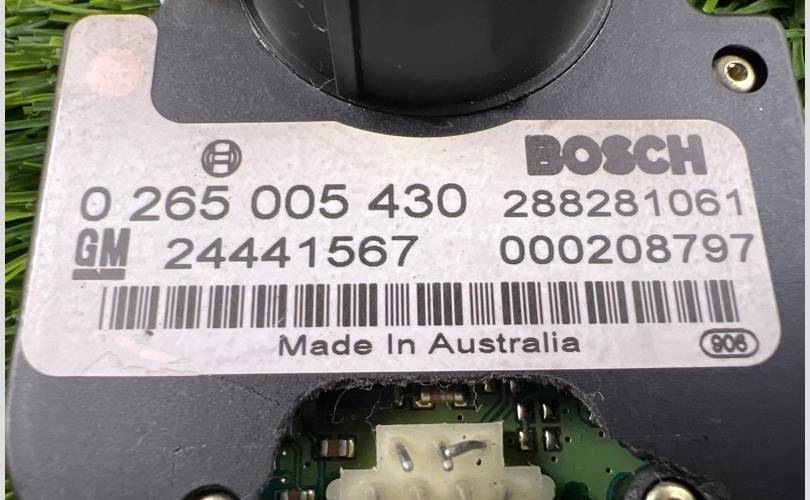 BOSCH
0 265 005 430 288281061
GM 24441567 000208797
Made In Australia
906